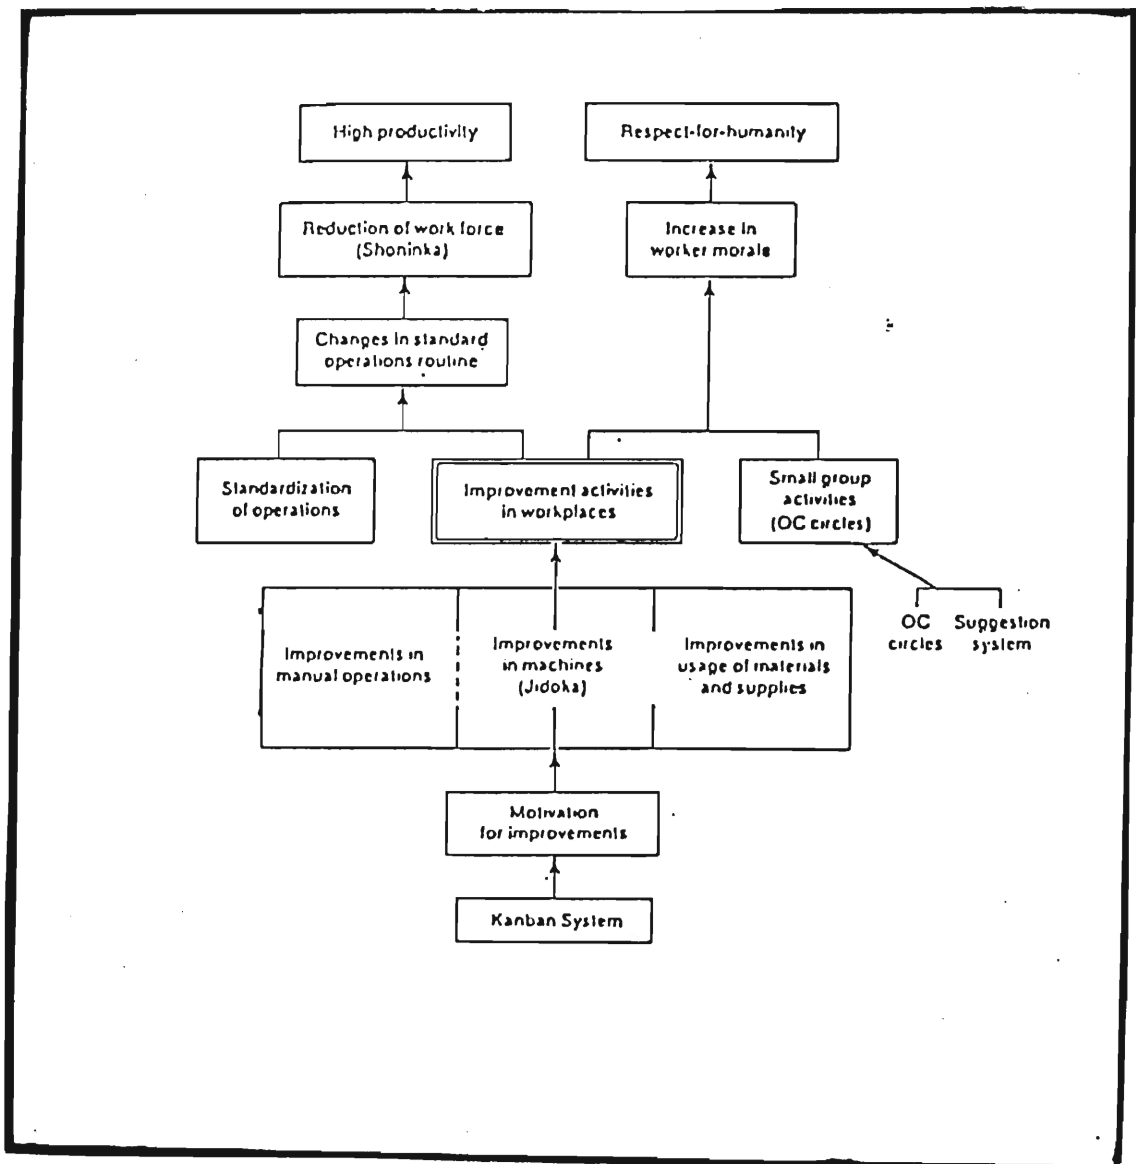 High productivity
Respect-for-humanity
Reduction of work force
(Shoninka)
Increase in
worker morale
Changes in standard
operations routine
Standardization
of operations
Improvement activities
in workplaces
Small group
activities
(OC circles)
OC
circles
Suggestion
system
Improvements in
manual operations
Improvements
in machines
(Jidoka)
Improvements in
usage of materials
and supplies
Motivation
for improvements
Kanban System